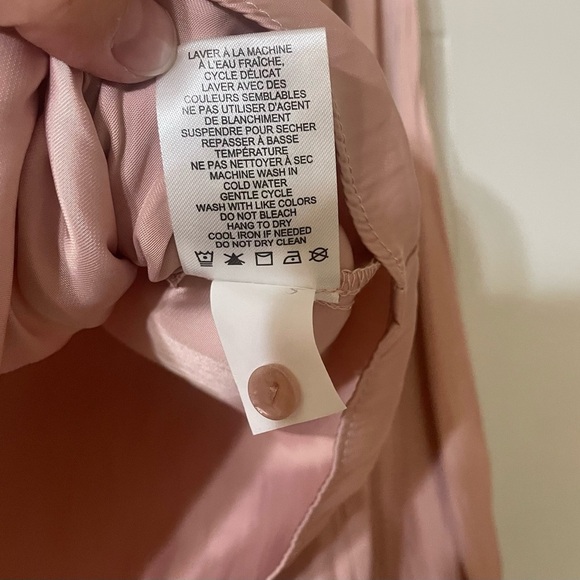 LAVER À LA MACHINE
À L'EAU FRAÎCHE,
CYCLE DÉLICAT
LAVER AVEC DES
COULEURS SEMBLABLES
NE PAS UTILISER D'AGENT
DE BLANCHIMENT
SUSPENDRE POUR SECHER
REPASSER À BASSE
TEMPÉRATURE
NE PAS NETTOYER À SEC
MACHINE WASH IN
COLD WATER
GENTLE CYCLE
WASH WITH LIKE COLORS
DO NOT BLEACH
HANG TO DRY
COOL IRON IF NEEDED
DO NOT DRY CLEAN